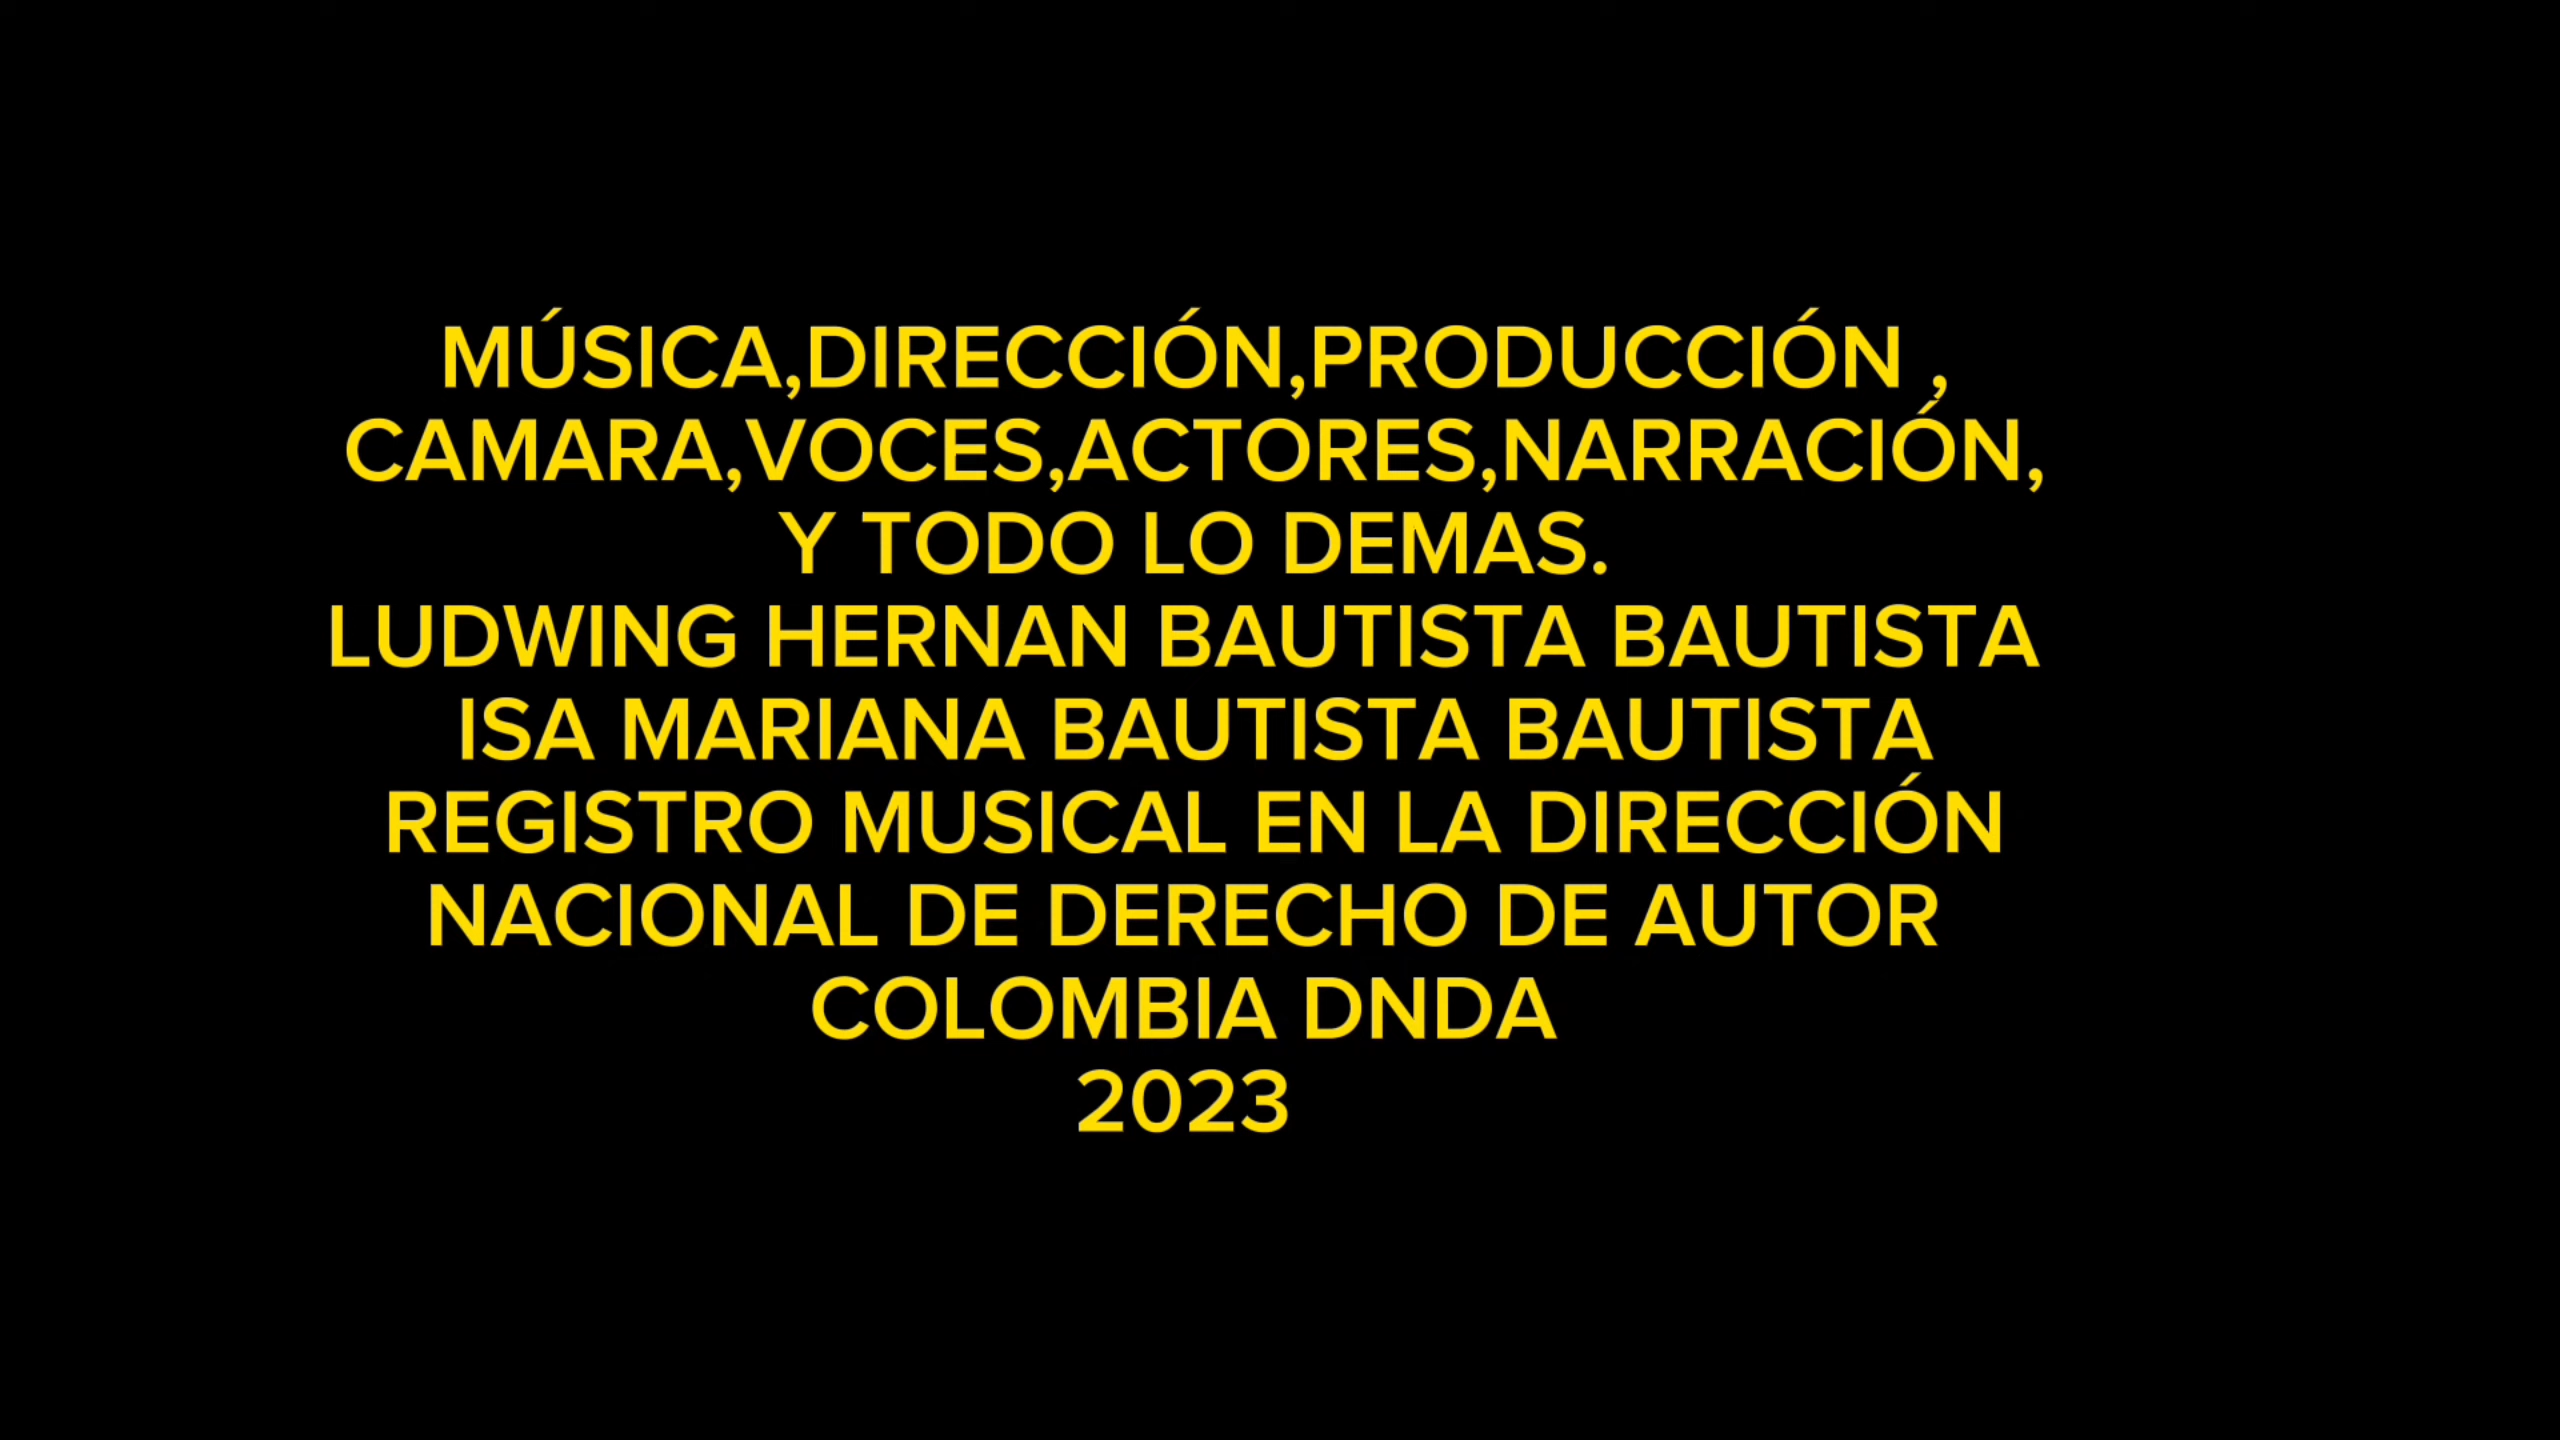 MÚSICA,DIRECCIÓN,PRODUCCIÓN ,
CAMARA,VOCES,ACTORES,NARRACIÓN,
Y TODO LO DEMAS.
LUDWING HERNAN BAUTISTA BAUTISTA
ISA MARIANA BAUTISTA BAUTISTA
REGISTRO MUSICAL EN LA DIRECCIÓN
NACIONAL DE DERECHO DE AUTOR
COLOMBIA DNDA
2023